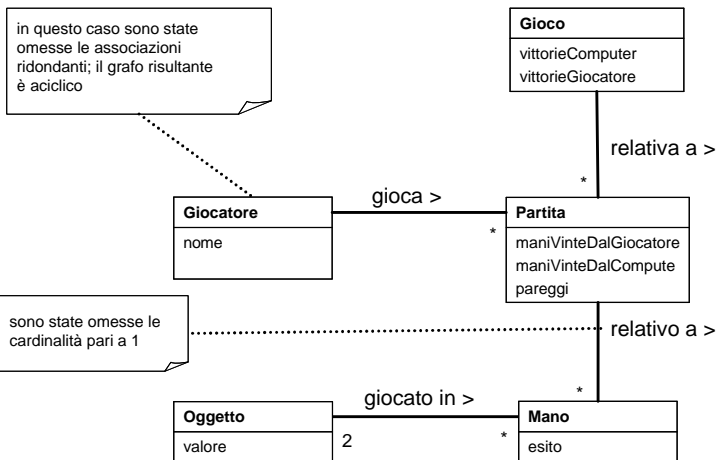 in questo caso sono state
omesse le associazioni
ridondanti; il grafo risultante
è aciclico
Gioco
vittorieComputer
vittorieGiocatore
relativa a >
*
Giocatore
nome
gioca >
*
Partita
maniVinteDalGiocatore
maniVinteDalCompute
pareggi
sono state omesse le
cardinalità pari a 1
relativo a >
*
Oggetto
valore
giocato in >
2
*
Mano
esito